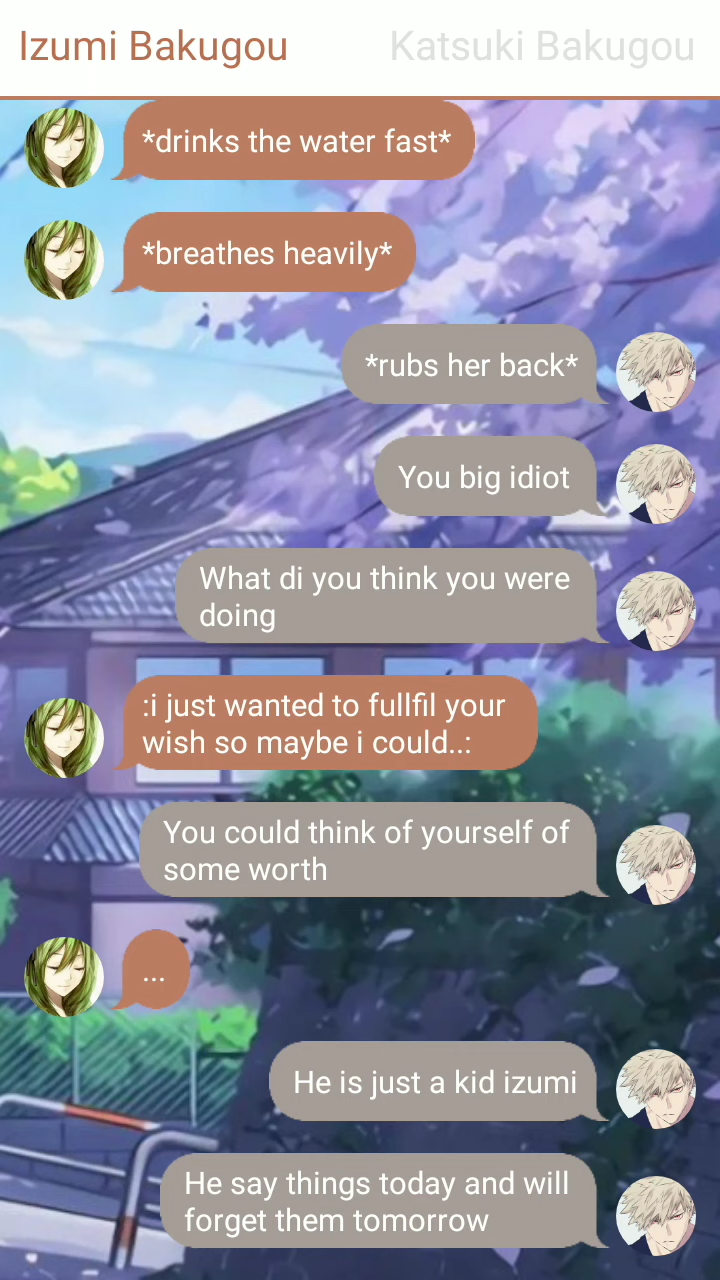 Izumi Bakugou
Katsuki Bakugou
*drinks the water fast*
*breathes heavily*
*rubs her back*
You big idiot
What di you think you were
doing
:i just wanted to fullfil your
wish so maybe i could..:
You could think of yourself of
some worth
...
He is just a kid izumi
He say things today and will
forget them tomorrow